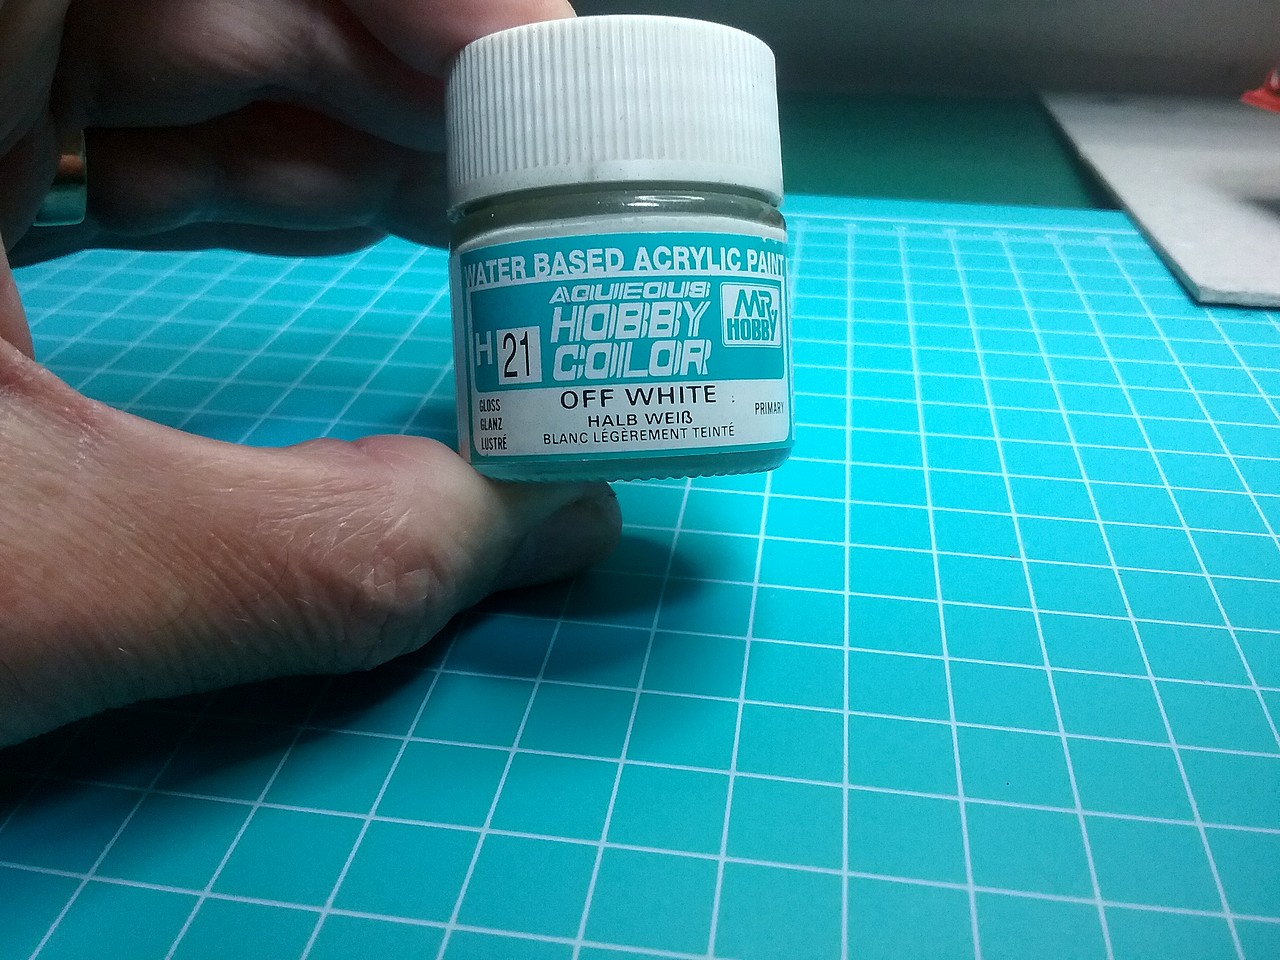 WATER BASED ACRYLIC PAINT
AQUEOUS
HOBBY
COLOR
H 21
MR
HOBBY
OFF WHITE
HALB WEIß
BLANC LÉGÈREMENT TEINTÉ
GLOSS
GLANZ
LUSTRÉ
PRIMARY